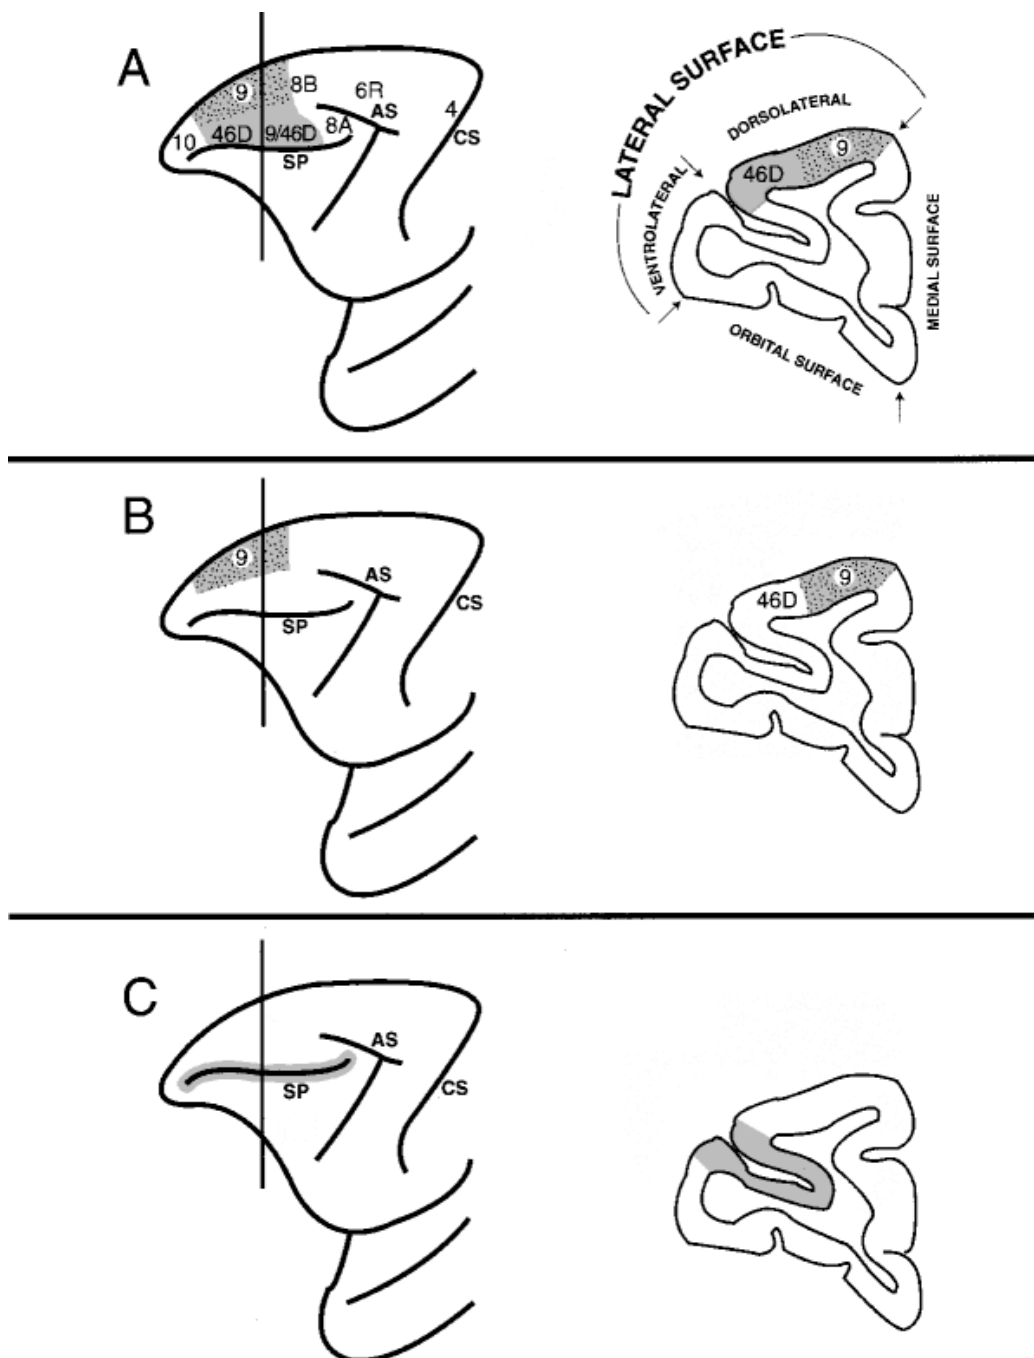 A
9
8B
6R
AS
4
CS
10
46D
9/46D
8A
SP
LATERAL SURFACE
DORSOLATERAL
VENTROLATERAL
46D
9
MEDIAL SURFACE
ORBITAL SURFACE
B
9
AS
CS
SP
46D
9
C
AS
SP
CS